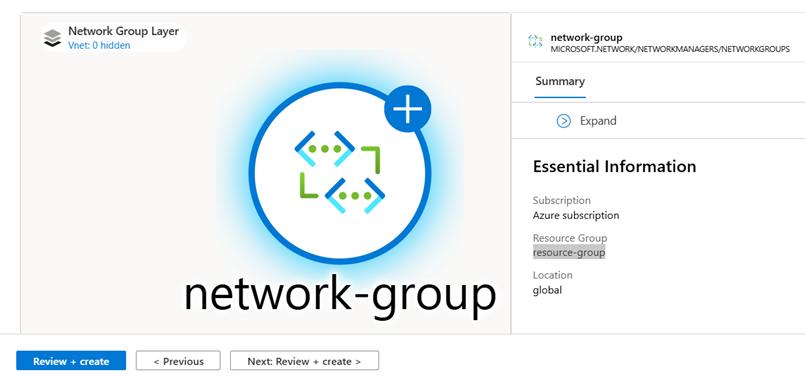 Network Group Layer
Vnet: 0 hidden
network-group
network-group
MICROSOFT.NETWORK/NETWORKMANAGERS/NETWORKGROUPS
Summary
Expand
Essential Information
Subscription
Azure subscription
Resource Group
resource-group
Location
global
Review + create
< Previous
Next: Review + create >